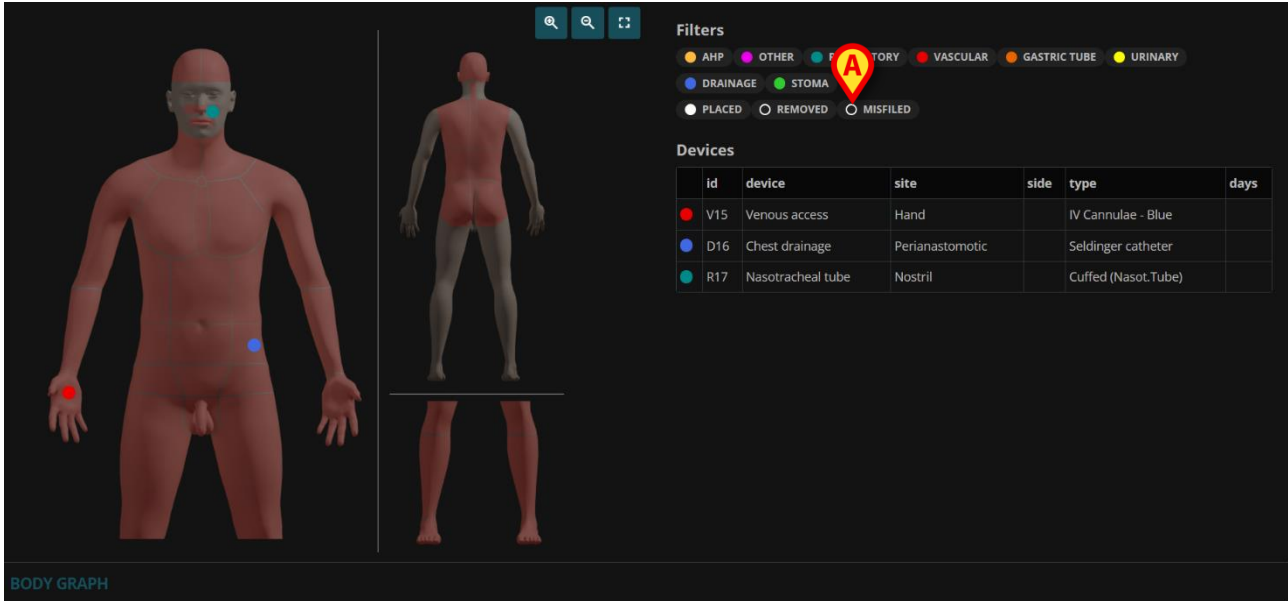 Filters
AHP OTHER VASCULAR GASTRIC TUBE URINARY
A
DRAINAGE STOMA
PLACED REMOVED MISFILED
Devices
id device site side type days
V15 Venous access Hand IV Cannulae - Blue
D16 Chest drainage Perianastomotic Seldinger catheter
R17 Nasotracheal tube Nostril Cuffed (Nasot.Tube)
BODY GRAPH